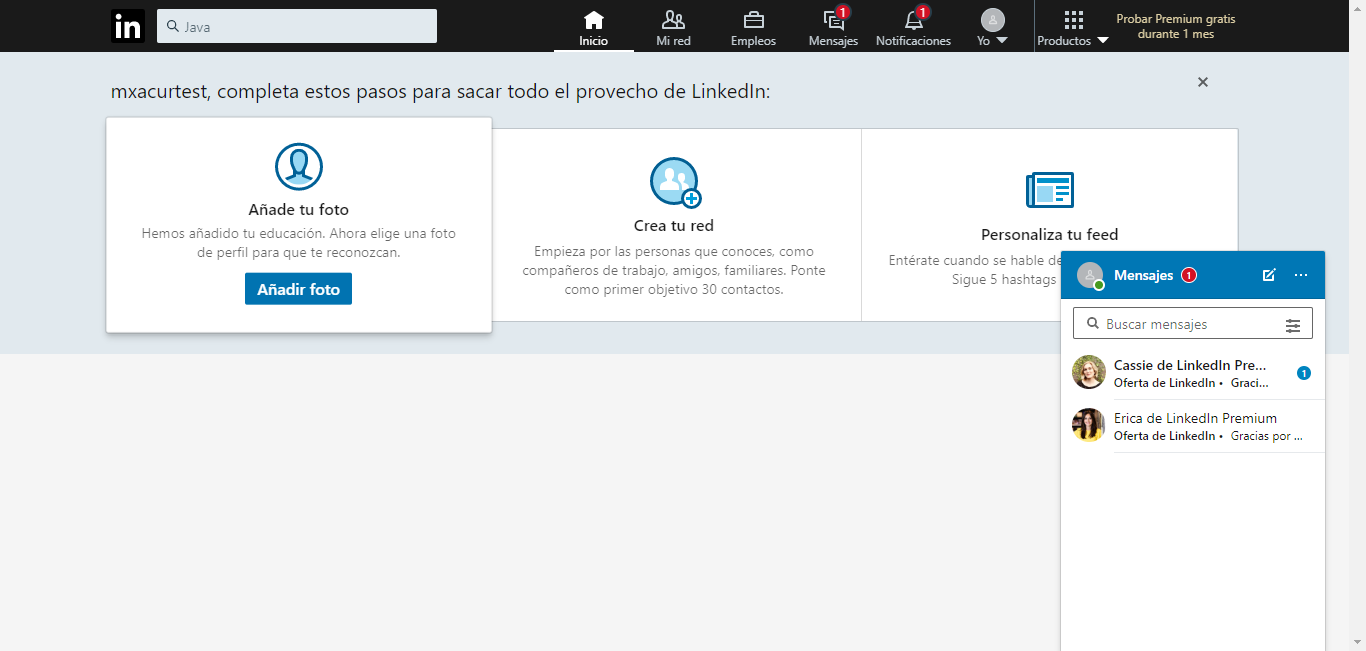 in
Java
Inicio
Mi red
Empleos
1
Mensajes
1
Notificaciones
Yo
Productos
Probar Premium gratis
durante 1 mes
mxacurtest, completa estos pasos para sacar todo el provecho de LinkedIn:
Añade tu foto
Hemos añadido tu educación. Ahora elige una foto
de perfil para que te reconozcan.
Añadir foto
Crea tu red
Empieza por las personas que conoces, como
compañeros de trabajo, amigos, familiares. Ponte
como primer objetivo 30 contactos.
Personaliza tu feed
Entérate cuando se hable de
Sigue 5 hashtags
Mensajes 1
Buscar mensajes
Cassie de LinkedIn Pre...
Oferta de LinkedIn • Graci...
1
Erica de LinkedIn Premium
Oferta de LinkedIn • Gracias por ...